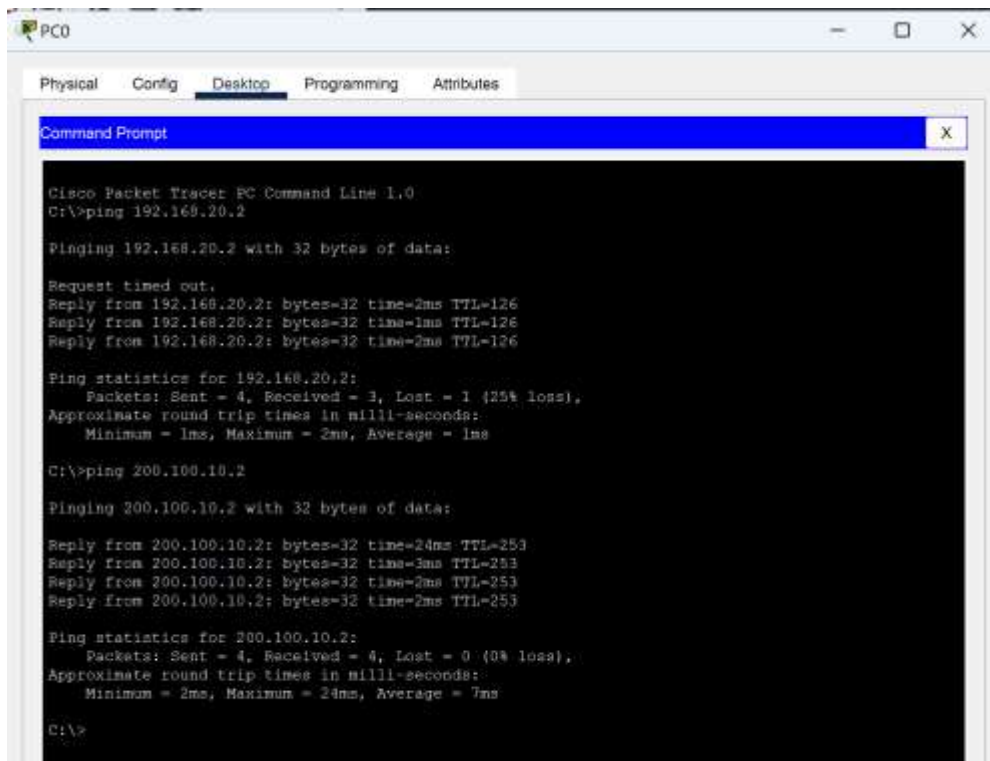 PC0
Physical Config Desktop Programming Attributes
Command Prompt X
Cisco Packet Tracer PC Command Line 1.0
C:\>ping 192.168.20.2
Pinging 192.168.20.2 with 32 bytes of data:
Request timed out.
Reply from 192.168.20.2: bytes=32 time=2ms TTL=126
Reply from 192.168.20.2: bytes=32 time=1ms TTL=126
Reply from 192.168.20.2: bytes=32 time=2ms TTL=126
Ping statistics for 192.168.20.2:
Packets: Sent = 4, Received = 3, Lost = 1 (25% loss),
Approximate round trip times in milli-seconds:
Minimum = 1ms, Maximum = 2ms, Average = 1ms
C:\>ping 200.100.10.2
Pinging 200.100.10.2 with 32 bytes of data:
Reply from 200.100.10.2: bytes=32 time=24ms TTL=253
Reply from 200.100.10.2: bytes=32 time=3ms TTL=253
Reply from 200.100.10.2: bytes=32 time=2ms TTL=253
Reply from 200.100.10.2: bytes=32 time=2ms TTL=253
Ping statistics for 200.100.10.2:
Packets: Sent = 4, Received = 4, Lost = 0 (0% loss),
Approximate round trip times in milli-seconds:
Minimum = 2ms, Maximum = 24ms, Average = 7ms
C:\>